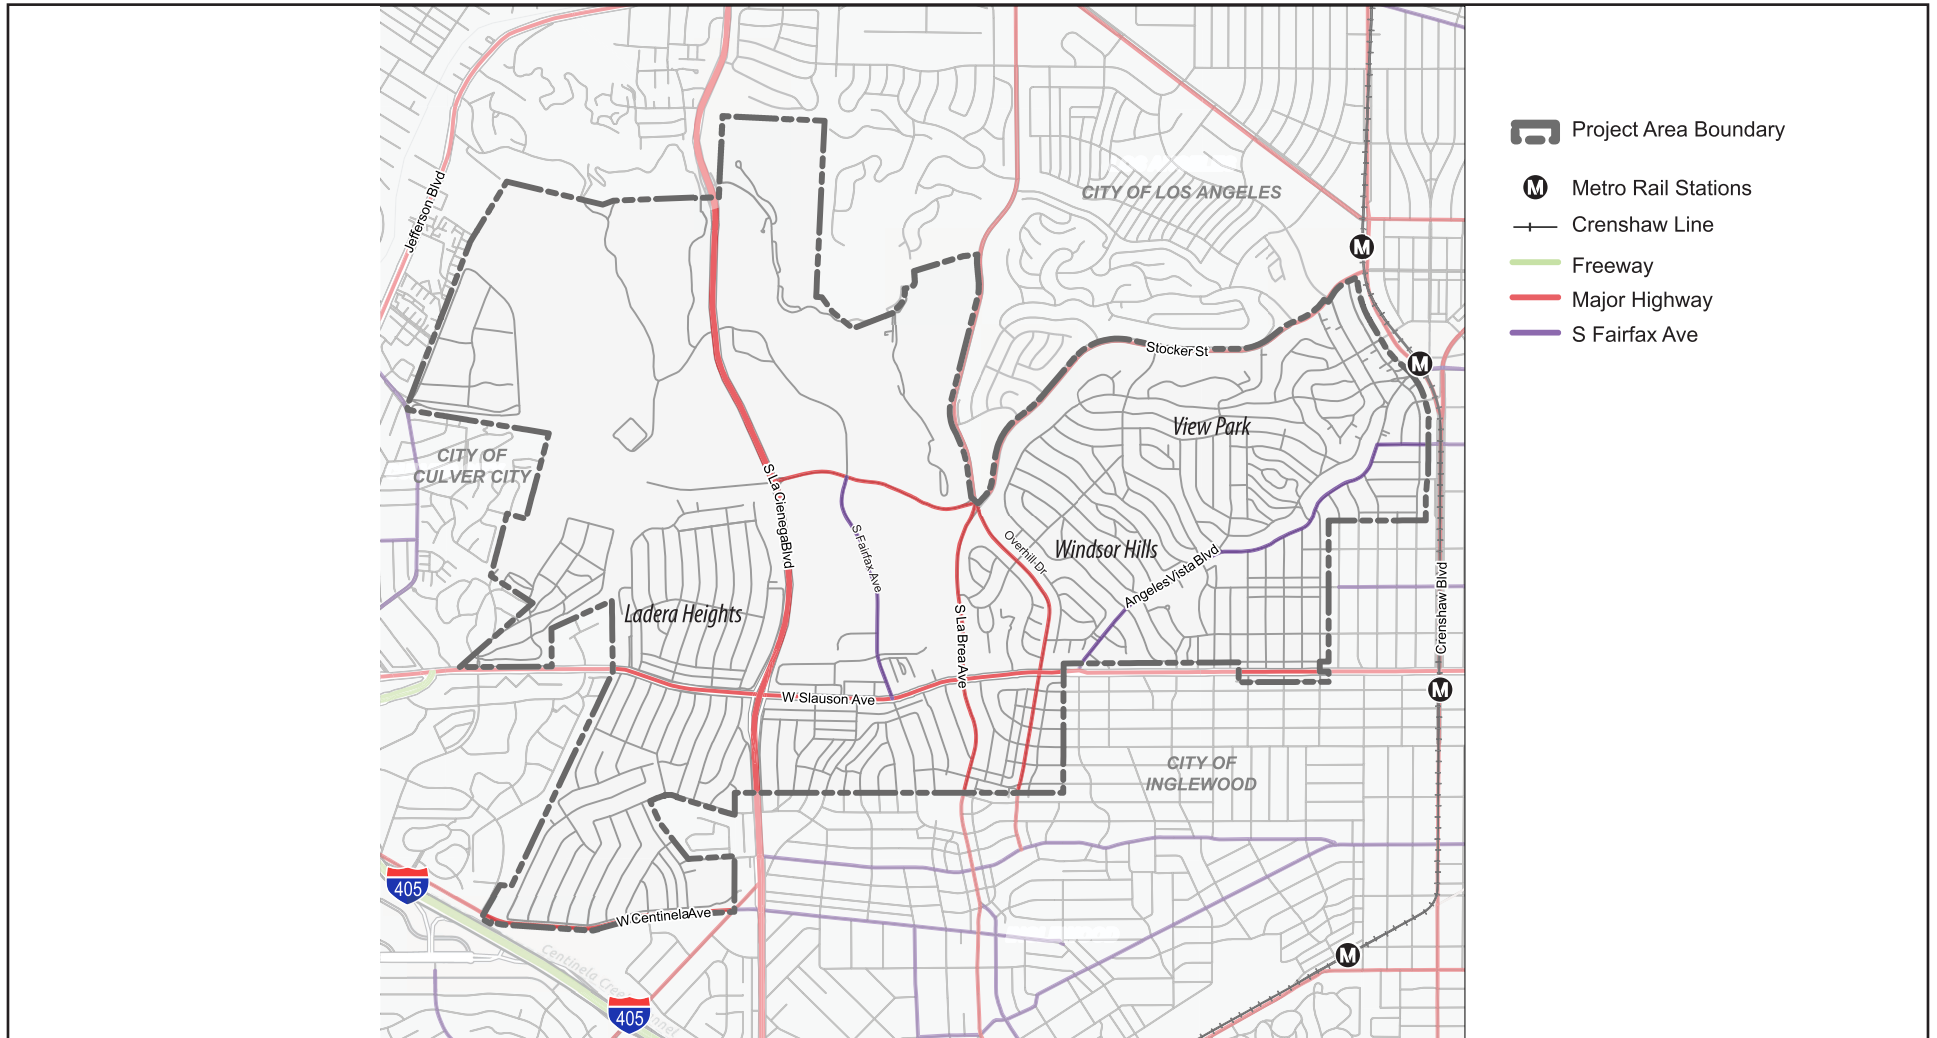 Jefferson Blvd
CITY OF LOS ANGELES
M
Stocker St
M
View Park
CITY OF
CULVER CITY
S La Cienega Blvd
S Fairfax Ave
Overhill Dr
Windsor Hills
Angeles Vista Blvd
Ladera Heights
S La Brea Ave
Crenshaw Blvd
W Slauson Ave
M
CITY OF
INGLEWOOD
405
W Centinela Ave
M
405
Project Area Boundary
M Metro Rail Stations
Crenshaw Line
Freeway
Major Highway
S Fairfax Ave